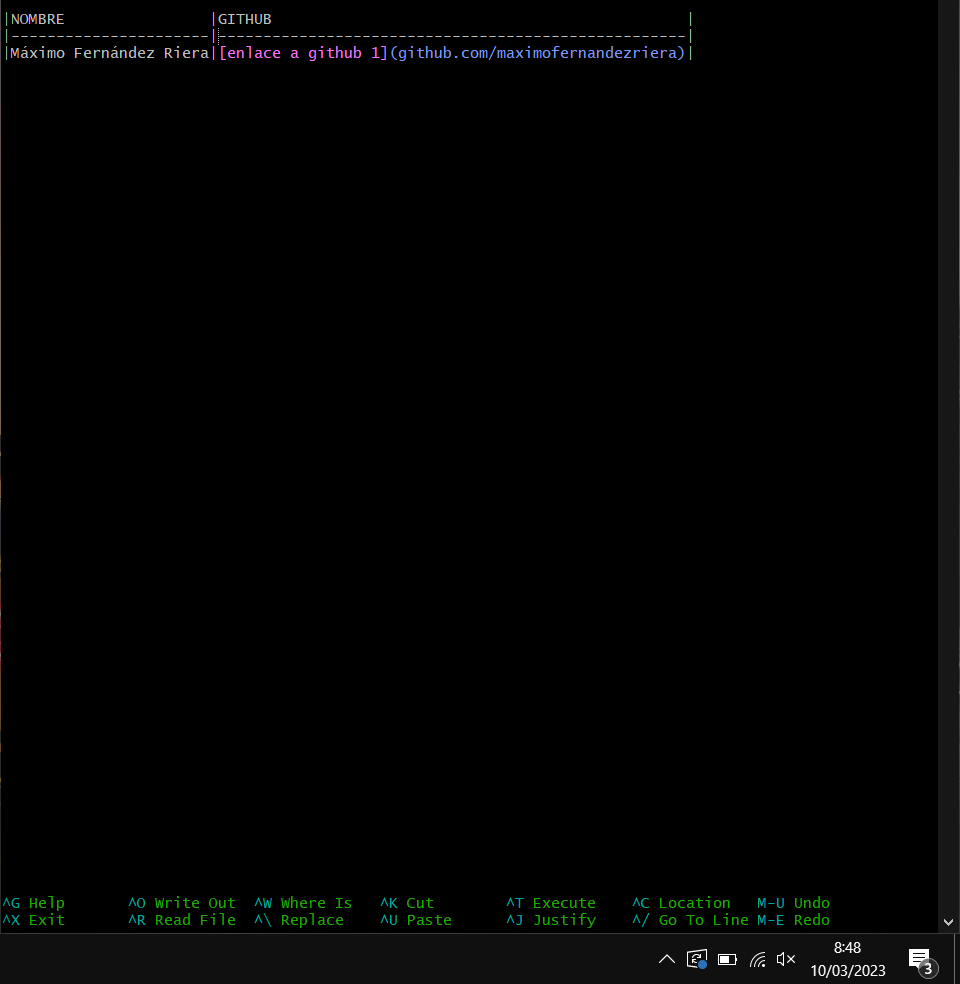 |NOMBRE                |GITHUB                                              |
|----------------------|----------------------------------------------------|
|Máximo Fernández Riera|[enlace a github 1](github.com/maximofernandezriera)|
^G Help       ^O Write Out  ^W Where Is   ^K Cut        ^T Execute    ^C Location   M-U Undo
^X Exit       ^R Read File  ^\ Replace    ^U Paste      ^J Justify    ^/ Go To Line M-E Redo
8:48
10/03/2023
3